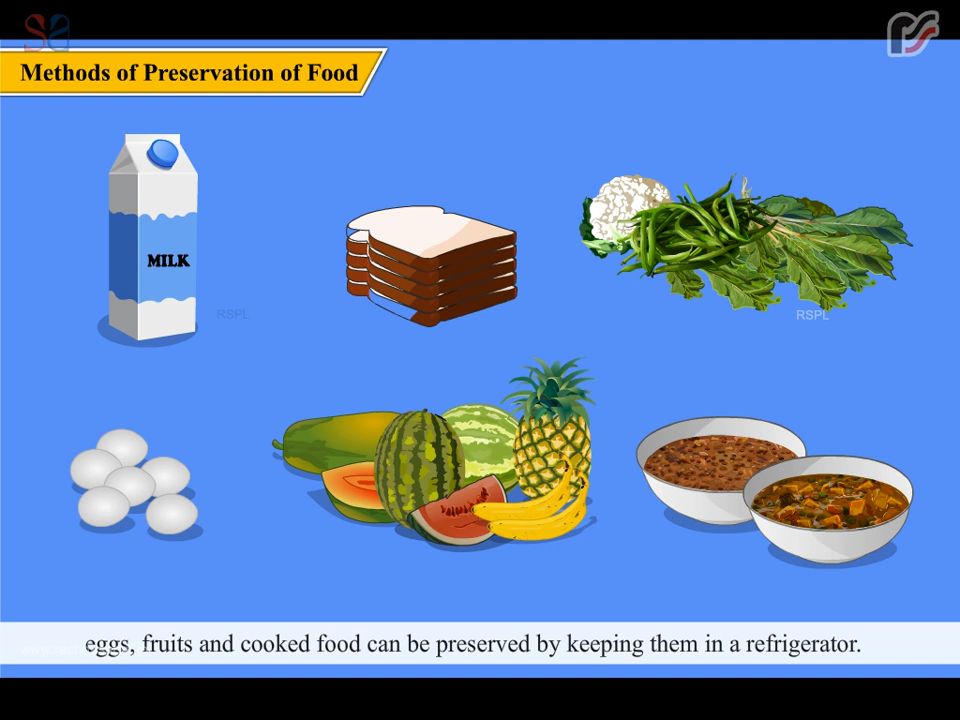 Methods of Preservation of Food
MILK
RSPL
RSPL
eggs, fruits and cooked food can be preserved by keeping them in a refrigerator.